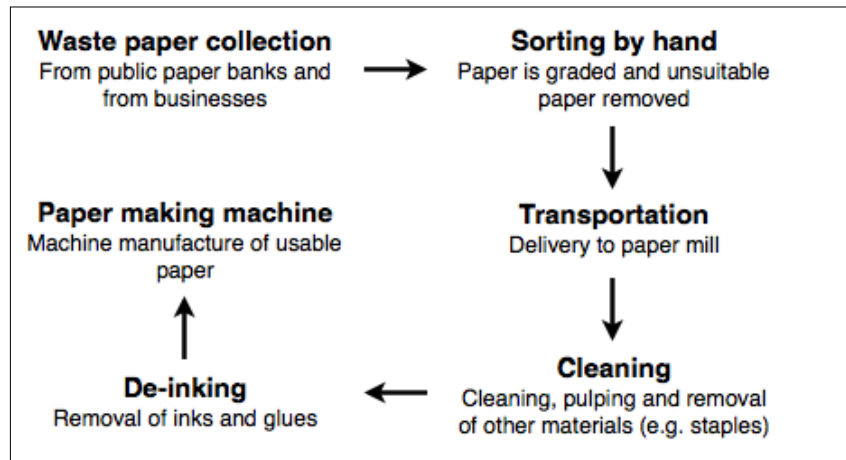 Waste paper collection
From public paper banks and
from businesses
Sorting by hand
Paper is graded and unsuitable
paper removed
Transportation
Delivery to paper mill
Cleaning
Cleaning, pulping and removal
of other materials (e.g. staples)
De-inking
Removal of inks and glues
Paper making machine
Machine manufacture of usable
paper